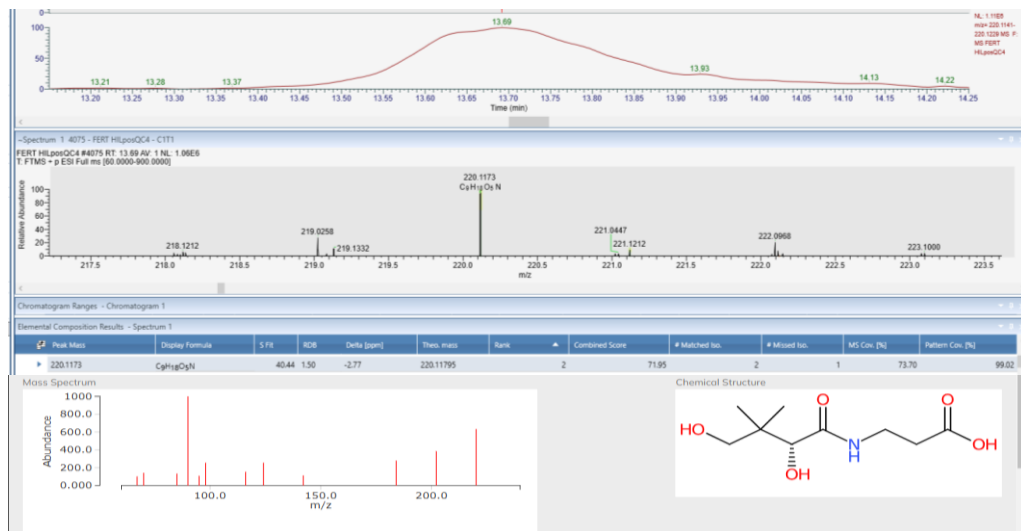 0
NL: 1.11E6
m/z= 220.1141-
220.1229 MS F:
MS FERT
HILposQC4
100
50
0
13.69
13.21 13.28 13.37 13.93 14.13 14.22
13.20 13.25 13.30 13.35 13.40 13.45 13.50 13.55 13.60 13.65 13.70 13.75 13.80 13.85 13.90 13.95 14.00 14.05 14.10 14.15 14.20 14.25
Time (min)
~Spectrum 1 4075 - FERT HILposQC4 - C1T1
FERT HILposQC4 #4075 RT: 13.69 AV: 1 NL: 1.06E6
T: FTMS + p ESI Full ms [60.0000-900.0000]
Relative Abundance
100
80
60
40
20
0
220.1173
C₉H₁₈O₅N
218.1212 219.0258 219.1332 221.0447 221.1212 222.0968 223.1000
217.5 218.0 218.5 219.0 219.5 220.0 220.5 221.0 221.5 222.0 222.5 223.0 223.5
m/z
Chromatogram Ranges - Chromatogram 1
Elemental Composition Results - Spectrum 1
Peak Mass Display Formula S Fit RDB Delta [ppm] Theo. mass Rank Combined Score # Matched Iso. # Missed Iso. MS Cov. [%] Pattern Cov. [%]
220.1173 C₉H₁₈O₅N 40.44 1.50 -2.77 220.11795 2 71.95 2 1 73.70 99.02
Mass Spectrum
Abundance
1000
800.0
600.0
400.0
200.0
0.000
100.0 150.0 200.0
m/z
Chemical Structure
O O
HO
N
H
OH
OH